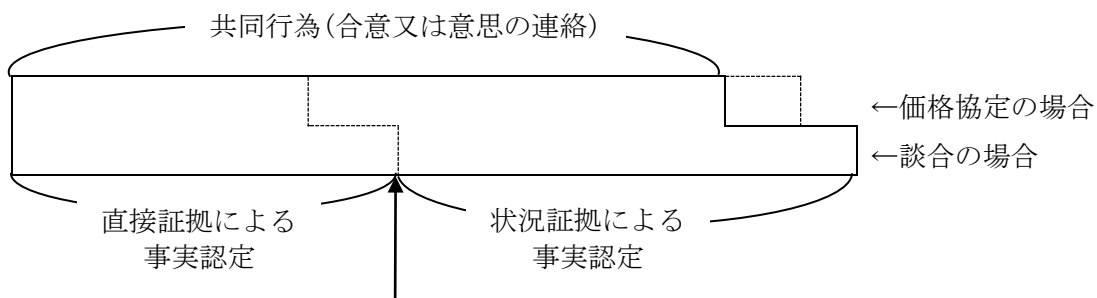 共同行為(合意又は意思の連絡)
←価格協定の場合
←談合の場合
直接証拠による
事実認定
状況証拠による
事実認定